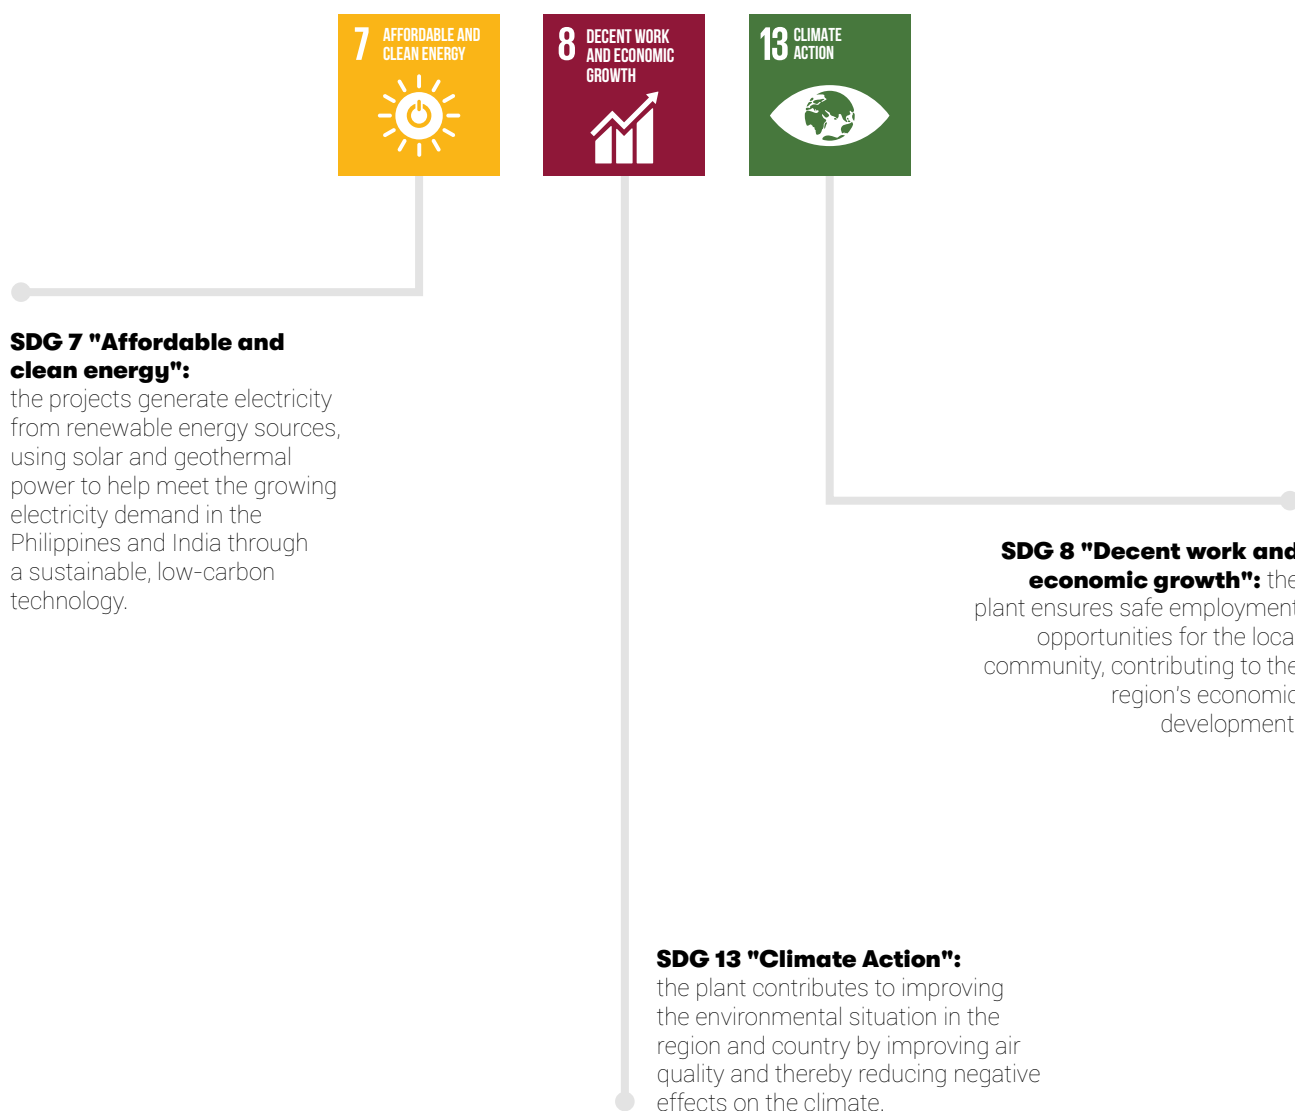 7 AFFORDABLE AND
CLEAN ENERGY
8 DECENT WORK
AND ECONOMIC
GROWTH
13 CLIMATE
ACTION
SDG 7 "Affordable and
clean energy":
the projects generate electricity
from renewable energy sources,
using solar and geothermal
power to help meet the growing
electricity demand in the
Philippines and India through
a sustainable, low-carbon
technology.
SDG 8 "Decent work and
economic growth": the
plant ensures safe employment
opportunities for the loca
community, contributing to the
region's economic
development
SDG 13 "Climate Action":
the plant contributes to improving
the environmental situation in the
region and country by improving air
quality and thereby reducing negative
effects on the climate.